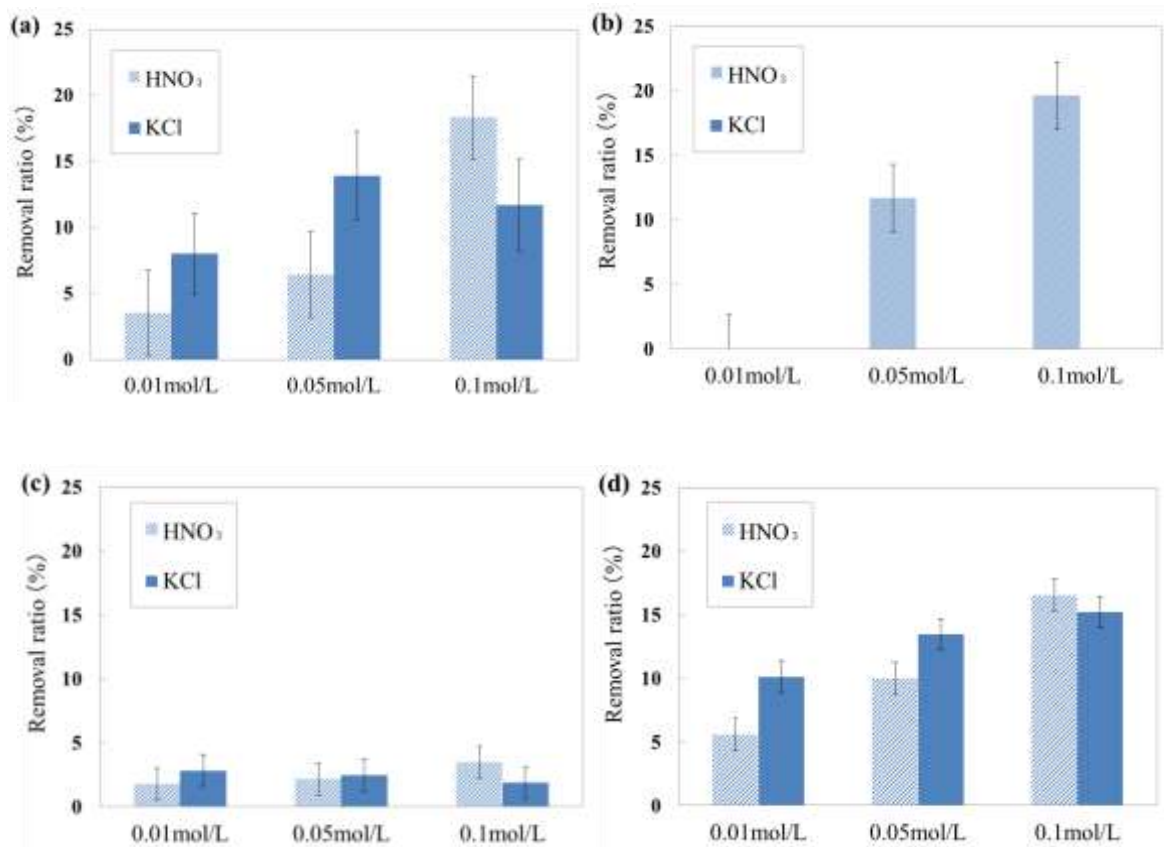 (a)
Removal ratio (%)
25
20
15
10
5
0
HNO₃
KCl
0.01mol/L 0.05mol/L 0.1mol/L
(b)
Removal ratio (%)
25
20
15
10
5
0
HNO₃
KCl
0.01mol/L 0.05mol/L 0.1mol/L
(c)
Removal ratio (%)
25
20
15
10
5
0
HNO₃
KCl
0.01mol/L 0.05mol/L 0.1mol/L
(d)
Removal ratio (%)
25
20
15
10
5
0
HNO₃
KCl
0.01mol/L 0.05mol/L 0.1mol/L